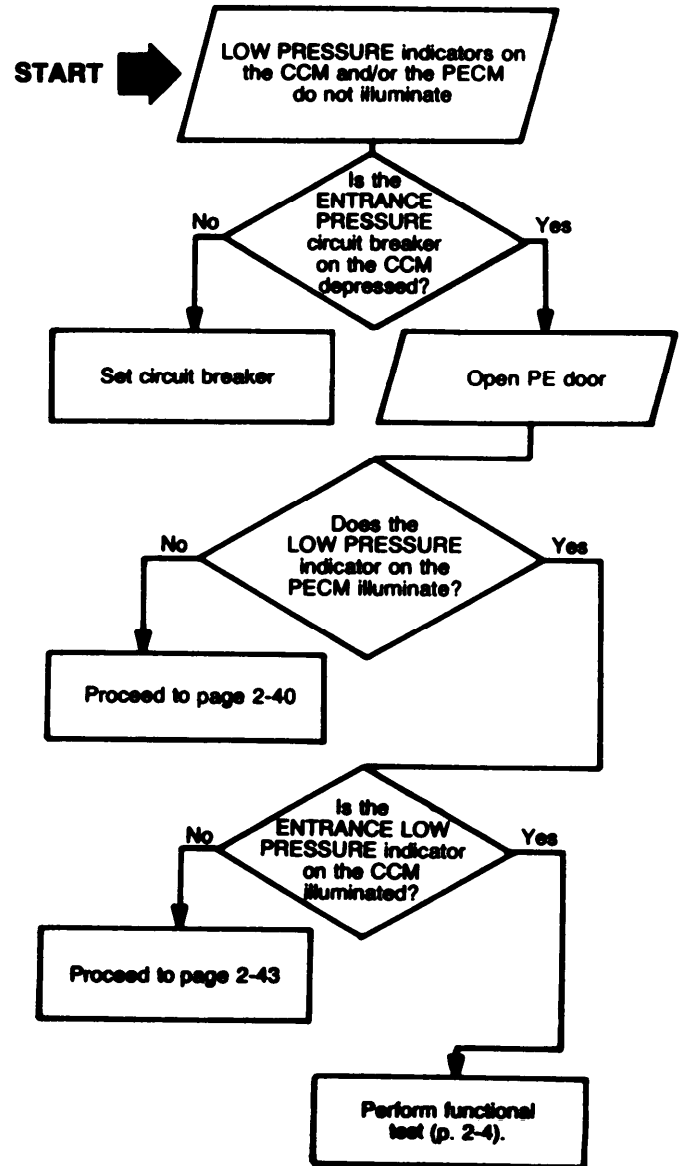 START
LOW PRESSURE indicators on
the CCM and/or the PECM
do not illuminate
Is the
ENTRANCE
PRESSURE
circuit breaker
on the CCM
depressed?
No
Yes
Set circuit breaker
Open PE door
Does the
LOW PRESSURE
indicator on the
PECM illuminate?
No
Yes
Proceed to page 2-40
Is the
ENTRANCE LOW
PRESSURE indicator
on the CCM
illuminated?
No
Yes
Proceed to page 2-43
Perform functional
test (p. 2-4).